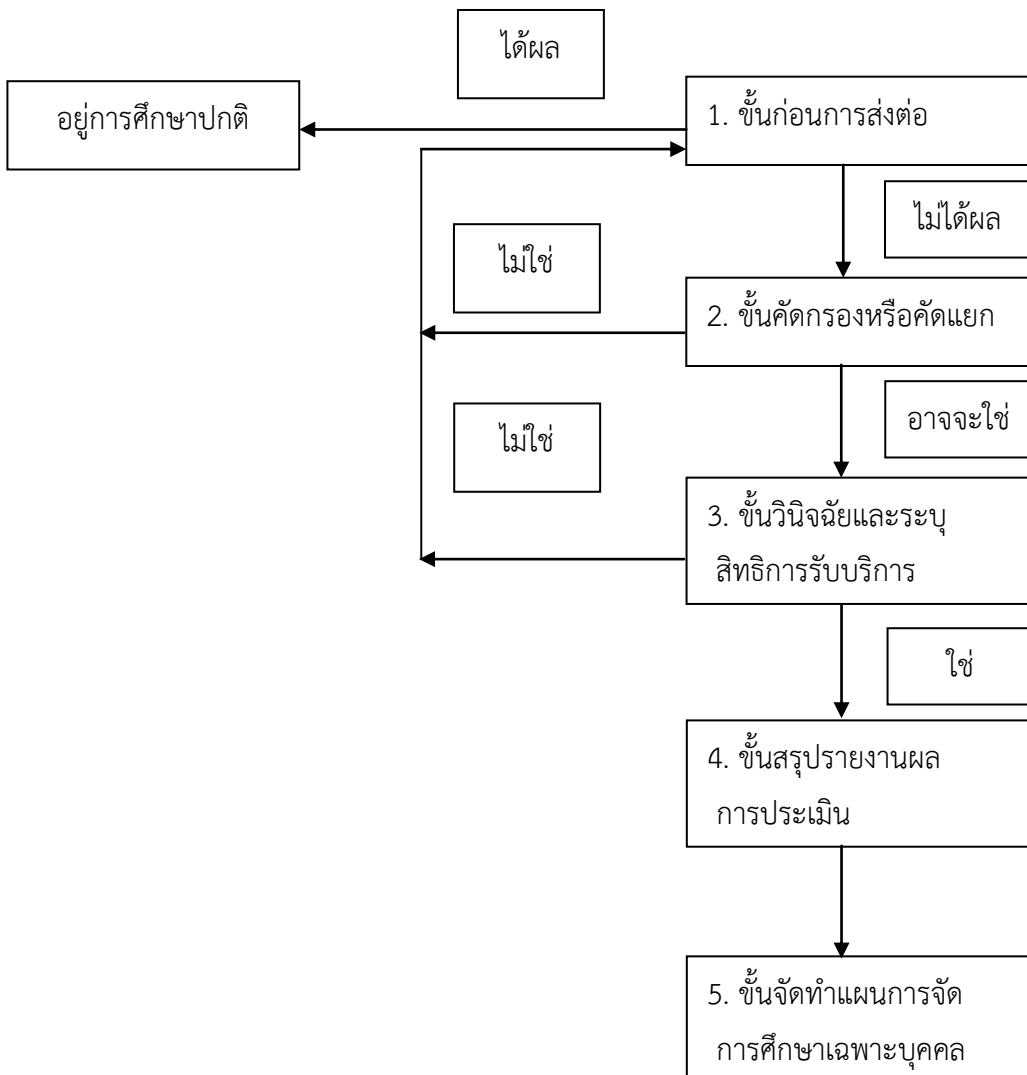 ได้ผล
อยู่การศึกษาปกติ
1. ขั้นก่อนการส่งต่อ
ไม่ได้ผล
ไม่ใช่
2. ขั้นคัดกรองหรือคัดแยก
อาจจะใช่
ไม่ใช่
3. ขั้นวินิจฉัยและระบุ
สิทธิการรับบริการ
ใช่
4. ขั้นสรุปรายงานผล
การประเมิน
5. ขั้นจัดทำแผนการจัด
การศึกษาเฉพาะบุคคล